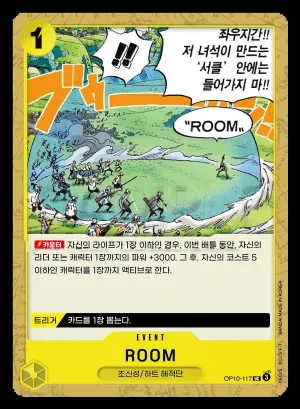 1
좌우지간!!
저 녀석이 만드는
'서클' 안에는
들어가지 마!!
!!
"ROOM"
카운터 자신의 라이프가 1장 이하인 경우, 이번 배틀 동안, 자신의
리더 또는 캐릭터 1장까지의 파워 +3000. 그 후, 자신의 코스트 5
이하인 캐릭터를 1장까지 액티브로 한다.
트리거 카드를 1장 뽑는다.
EVENT
ROOM
초신성/하트 해적단
OP10-117 UC 3